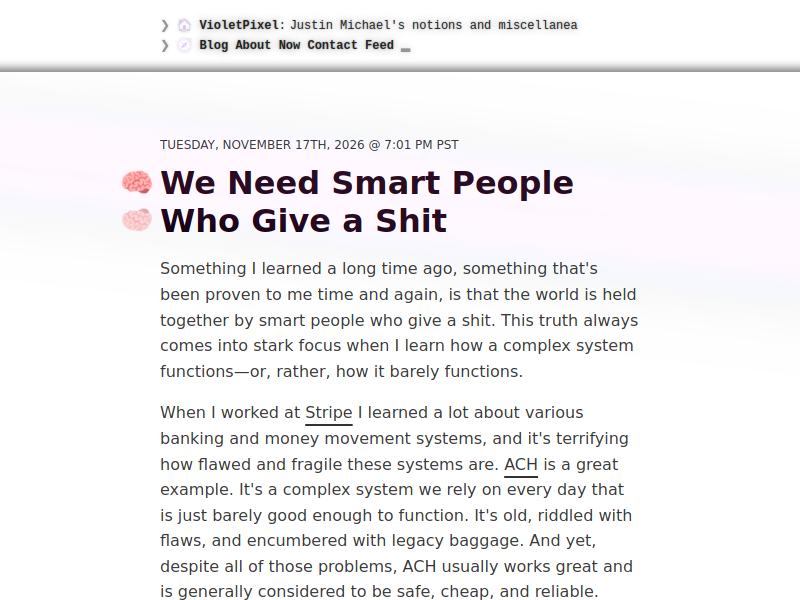 ❯ 🏠 VioletPixel: Justin Michael's notions and miscellanea
❯ 🧭 Blog About Now Contact Feed _
TUESDAY, NOVEMBER 17TH, 2026 @ 7:01 PM PST
🧠 We Need Smart People
🧠 Who Give a Shit
Something I learned a long time ago, something that's
been proven to me time and again, is that the world is held
together by smart people who give a shit. This truth always
comes into stark focus when I learn how a complex system
functions—or, rather, how it barely functions.
When I worked at Stripe I learned a lot about various
banking and money movement systems, and it's terrifying
how flawed and fragile these systems are. ACH is a great
example. It's a complex system we rely on every day that
is just barely good enough to function. It's old, riddled with
flaws, and encumbered with legacy baggage. And yet,
despite all of those problems, ACH usually works great and
is generally considered to be safe, cheap, and reliable.